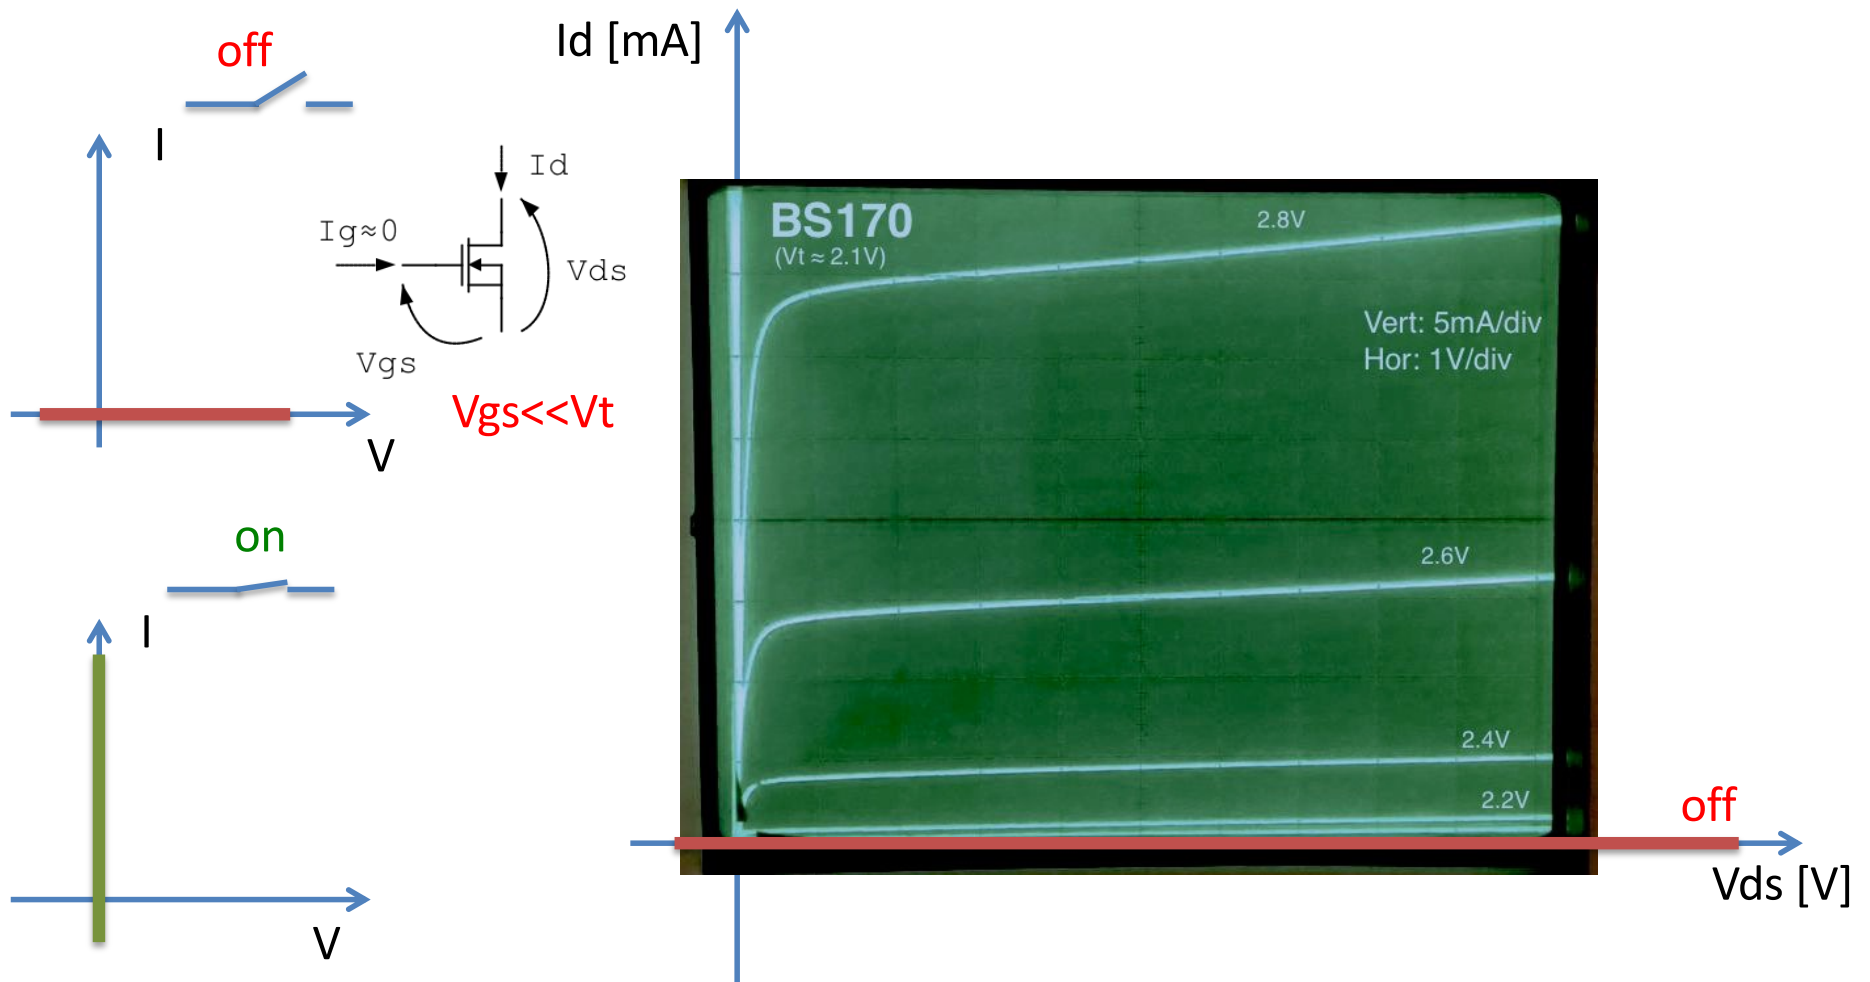 off
I
Id
Ig≈0
Vds
Vgs
Vgs<<Vt
V
on
I
V
Id [mA]
BS170
(Vt ≈ 2.1V)
2.8V
Vert: 5mA/div
Hor: 1V/div
2.6V
2.4V
2.2V
off
Vds [V]